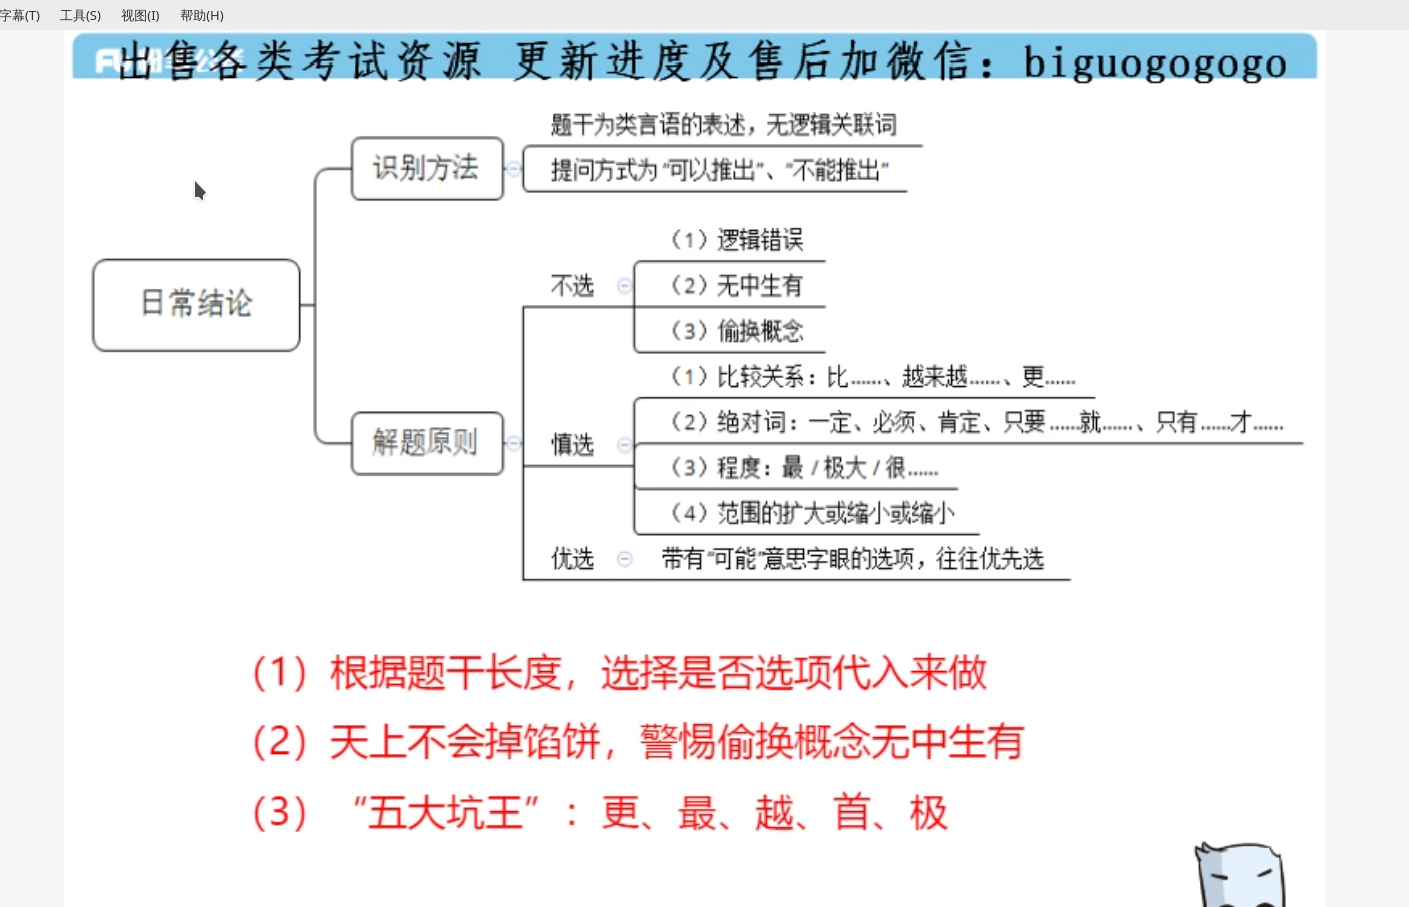 字幕(T) 工具(S) 视图(I) 帮助(H)
出售各类考试资源 更新进度及售后加微信：biguogogogo
题干为类言语的表述，无逻辑关联词
识别方法
提问方式为“可以推出”、“不能推出”
（1）逻辑错误
不选
（2）无中生有
日常结论
（3）偷换概念
（1）比较关系：比……、越来越……、更……
（2）绝对词：一定、必须、肯定、只要……就……、只有……才……
解题原则
慎选
（3）程度：最 / 极大 / 很……
（4）范围的扩大或缩小或缩小
优选
带有“可能”意思字眼的选项，往往优先选
（1）根据题干长度，选择是否选项代入来做
（2）天上不会掉馅饼，警惕偷换概念无中生有
（3）“五大坑王”：更、最、越、首、极